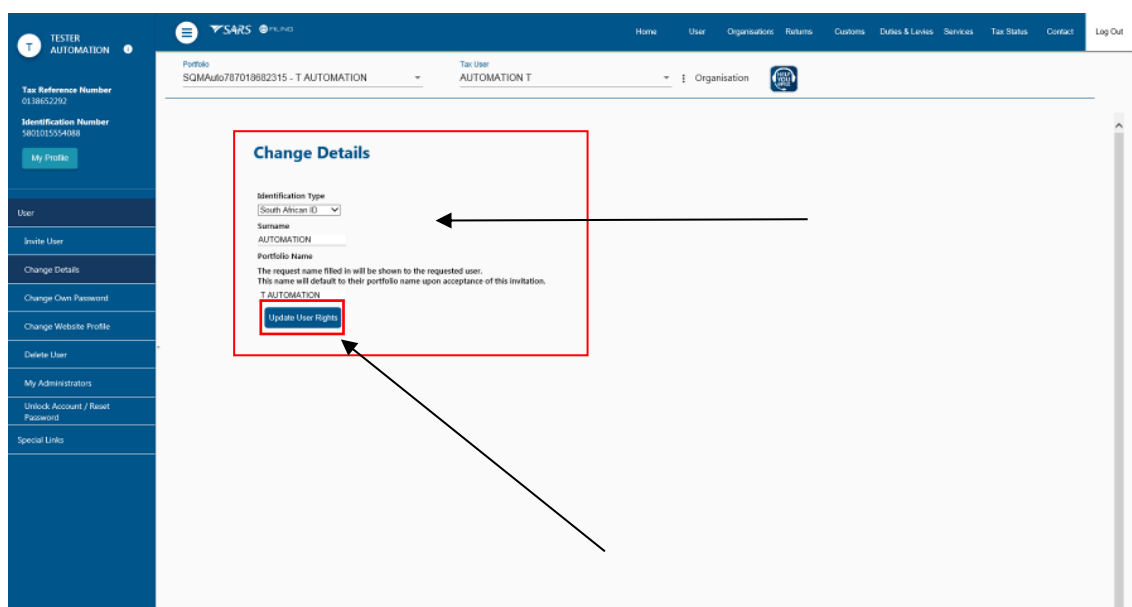 T
TESTER
AUTOMATION
Tax Reference Number
0138652292
Identification Number
5801015554088
My Profile
User
Invite User
Change Details
Change Own Password
Change Website Profile
Delete User
My Administrators
Unlock Account / Reset
Password
Special Links
SARS eFILING
Home User Organisations Returns Customs Duties & Levies Services Tax Status Contact Log Out
Portfolio
SQMAuto787018682315 - T AUTOMATION
Tax User
AUTOMATION T
Organisation
HELP
YOU
Change Details
Identification Type
South African ID
Surname
AUTOMATION
Portfolio Name
The request name filled in will be shown to the requested user.
This name will default to their portfolio name upon acceptance of this invitation.
T AUTOMATION
Update User Rights